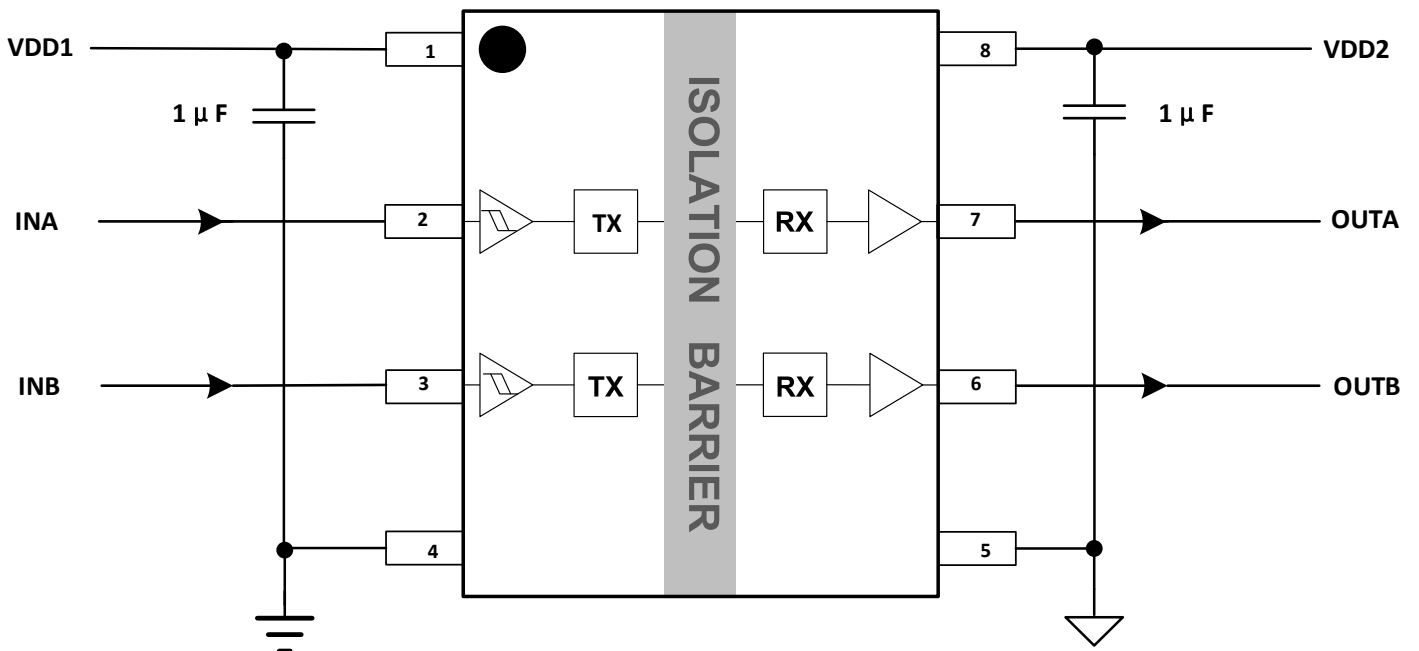 VDD1
1
8
VDD2
1 μ F
1 μ F
ISOLATION BARRIER
INA
2
TX
RX
7
OUTA
INB
3
TX
RX
6
OUTB
4
5